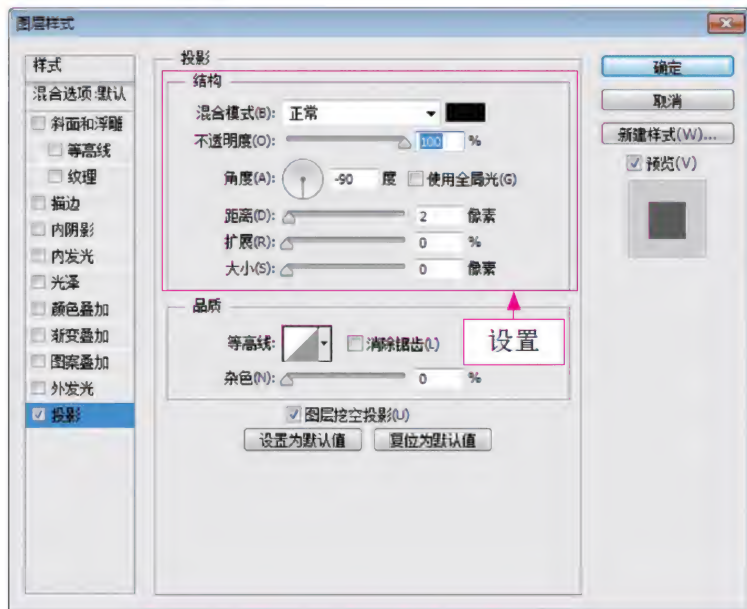 图层样式
样式
混合选项:默认
斜面和浮雕
等高线
纹理
描边
内阴影
内发光
光泽
颜色叠加
渐变叠加
图案叠加
外发光
投影
投影
结构
混合模式(B): 正常
不透明度(O): 100 %
角度(A): -90 度 使用全局光(G)
距离(D): 2 像素
扩展(R): 0 %
大小(S): 0 像素
品质
等高线: 消除锯齿(L)
设置
杂色(N): 0 %
图层挖空投影(U)
设置为默认值 复位为默认值
确定
取消
新建样式(W)...
预览(V)